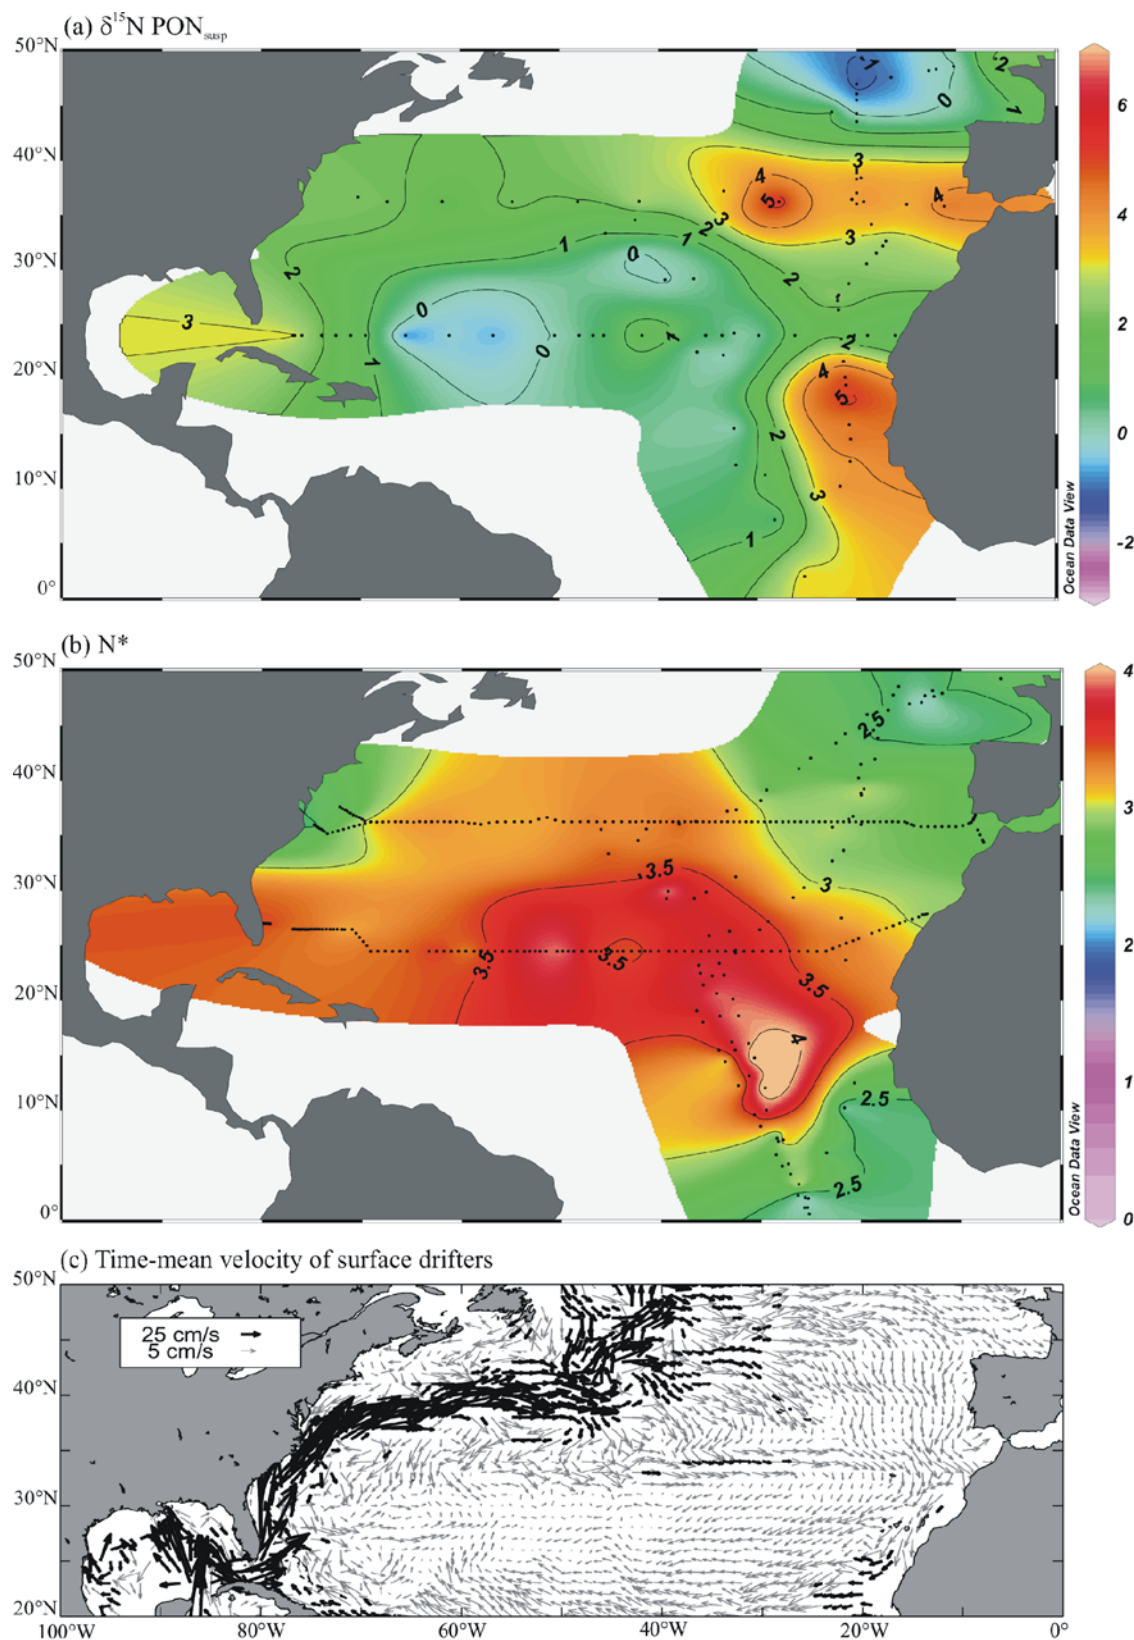 (a) δ¹⁵N PONsusp
50°N
40°N
30°N
20°N
10°N
0°
-1
2
0
1
3
4
5
4
3
3
2
1
1
0
2
2
3
0
0
1
1
2
4
5
2
3
1
6
4
2
0
-2
Ocean Data View
(b) N*
50°N
40°N
30°N
20°N
10°N
0°
2.5
3.5
3
3.5
3.5
3.5
4
2.5
2.5
4
3
2
1
0
Ocean Data View
(c) Time-mean velocity of surface drifters
50°N
40°N
30°N
20°N
25 cm/s
5 cm/s
100°W 80°W 60°W 40°W 20°W 0°